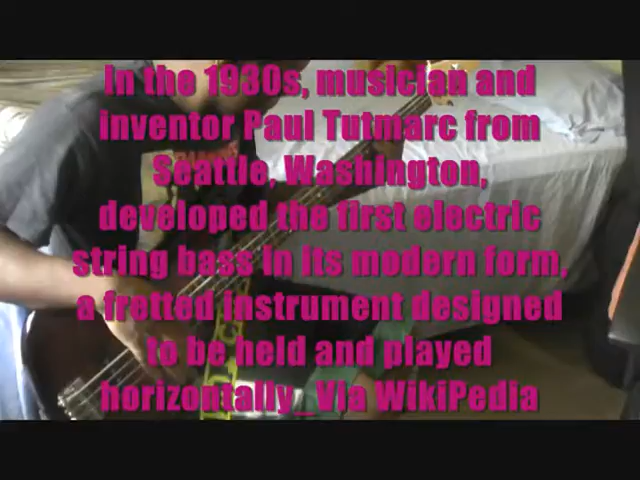 In the 1930s, musician and
inventor Paul Tutmarc from
Seattle, Washington,
developed the first electric
string bass in its modern form,
a fretted instrument designed
to be held and played
horizontally_Via WikiPedia